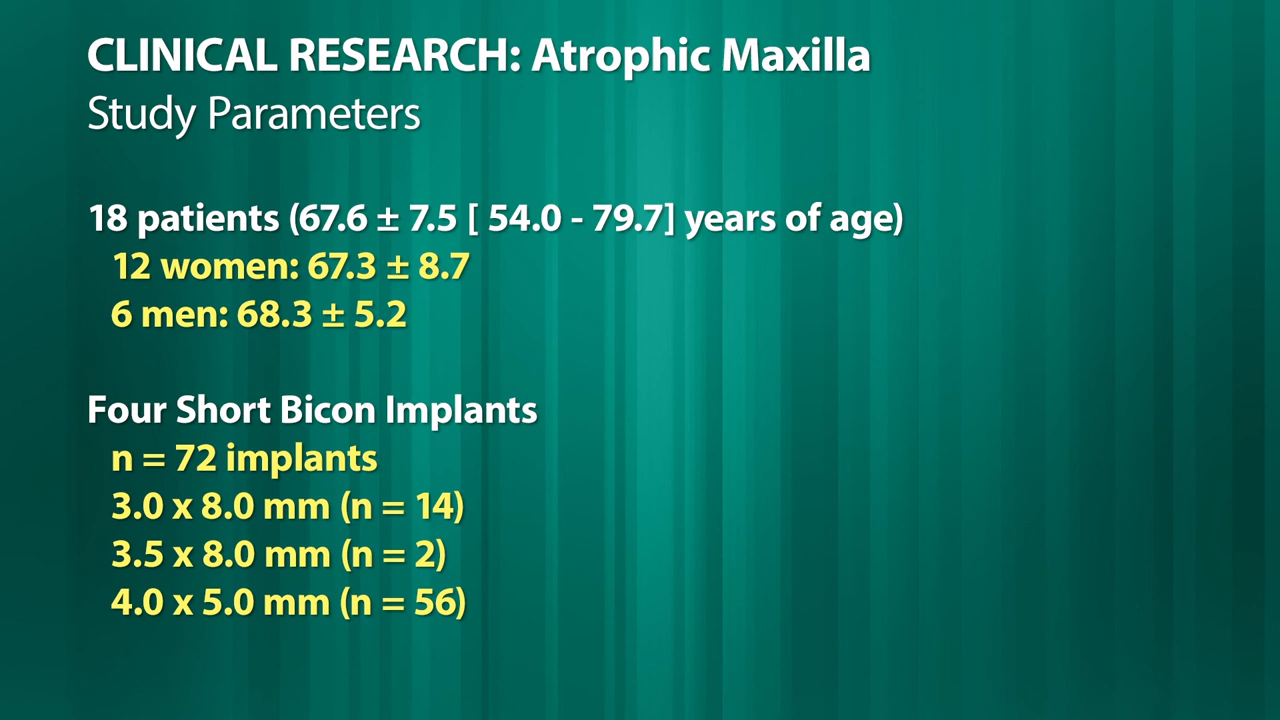 CLINICAL RESEARCH: Atrophic Maxilla
Study Parameters
18 patients (67.6 ± 7.5 [ 54.0 - 79.7] years of age)
12 women: 67.3 ± 8.7
6 men: 68.3 ± 5.2
Four Short Bicon Implants
n = 72 implants
3.0 x 8.0 mm (n = 14)
3.5 x 8.0 mm (n = 2)
4.0 x 5.0 mm (n = 56)